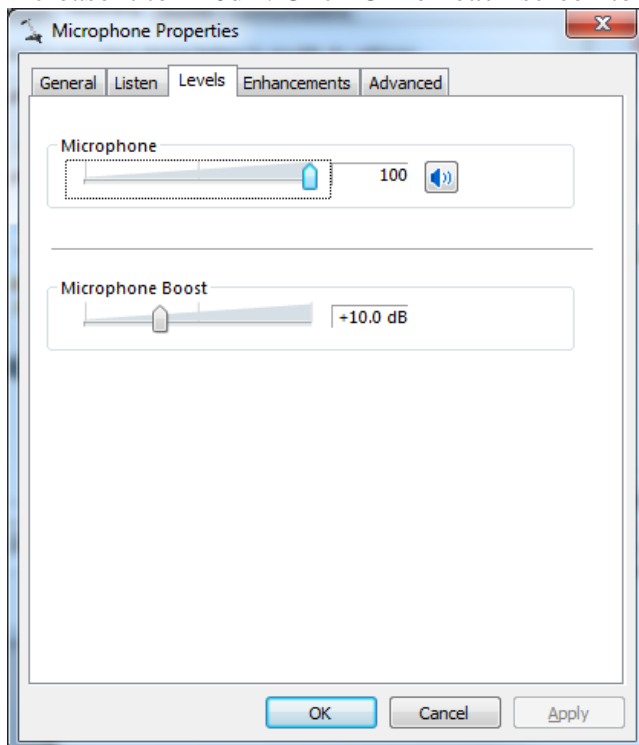 Microphone Properties
General Listen Levels Enhancements Advanced
Microphone
100
Microphone Boost
+10.0 dB
OK Cancel Apply